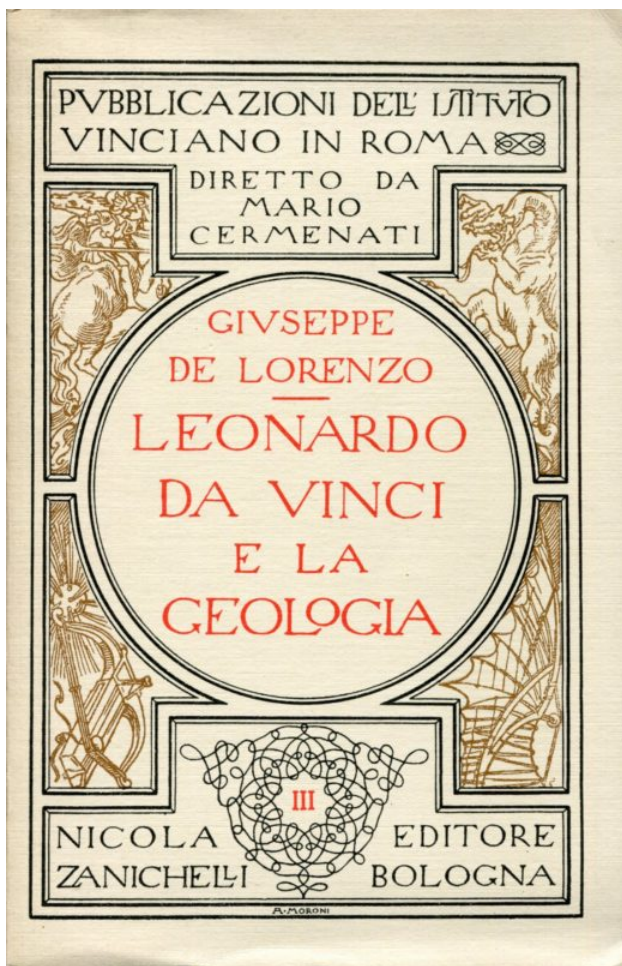 PVBBLICAZIONI DELL' ISTITVTO
VINCIANO IN ROMA
DIRETTO DA
MARIO
CERMENATI
GIVSEPPE
DE LORENZO
LEONARDO
DA VINCI
E LA
GEOLOGIA
III
NICOLA EDITORE
ZANICHELLI BOLOGNA
A·MORONI